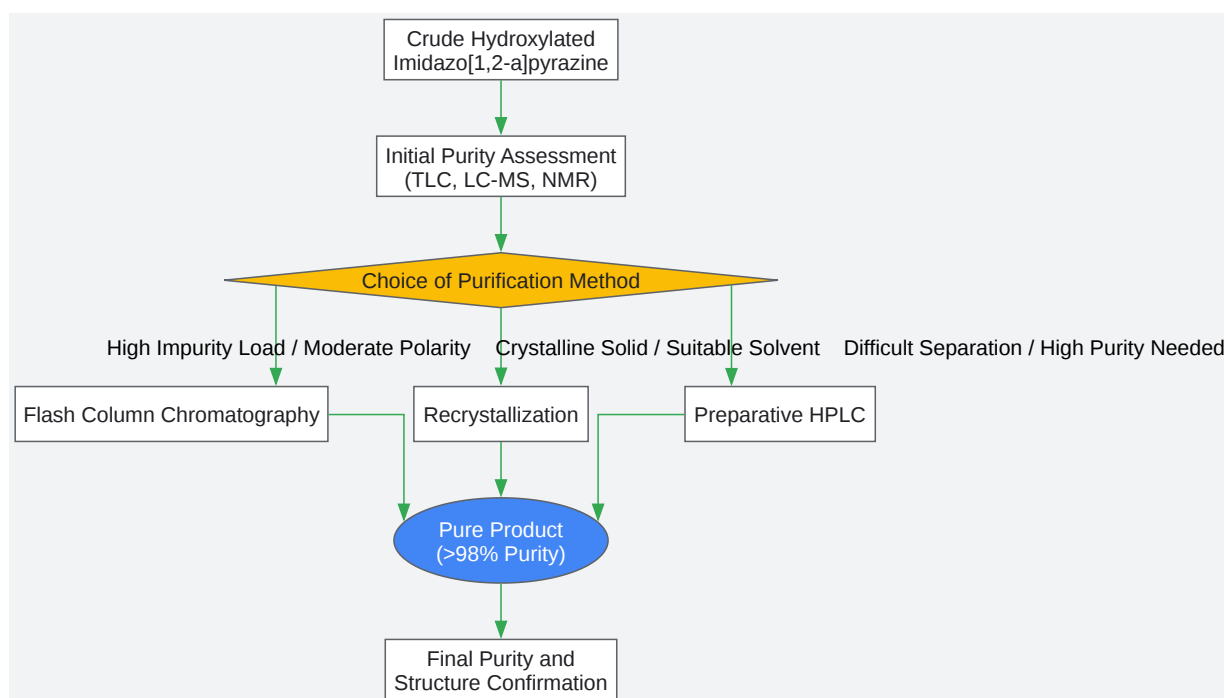 Crude Hydroxylated
Imidazo[1,2-a]pyrazine
Initial Purity Assessment
(TLC, LC-MS, NMR)
Choice of Purification Method
High Impurity Load / Moderate Polarity
Crystalline Solid / Suitable Solvent
Difficult Separation / High Purity Needed
Flash Column Chromatography
Recrystallization
Preparative HPLC
Pure Product
(>98% Purity)
Final Purity and
Structure Confirmation